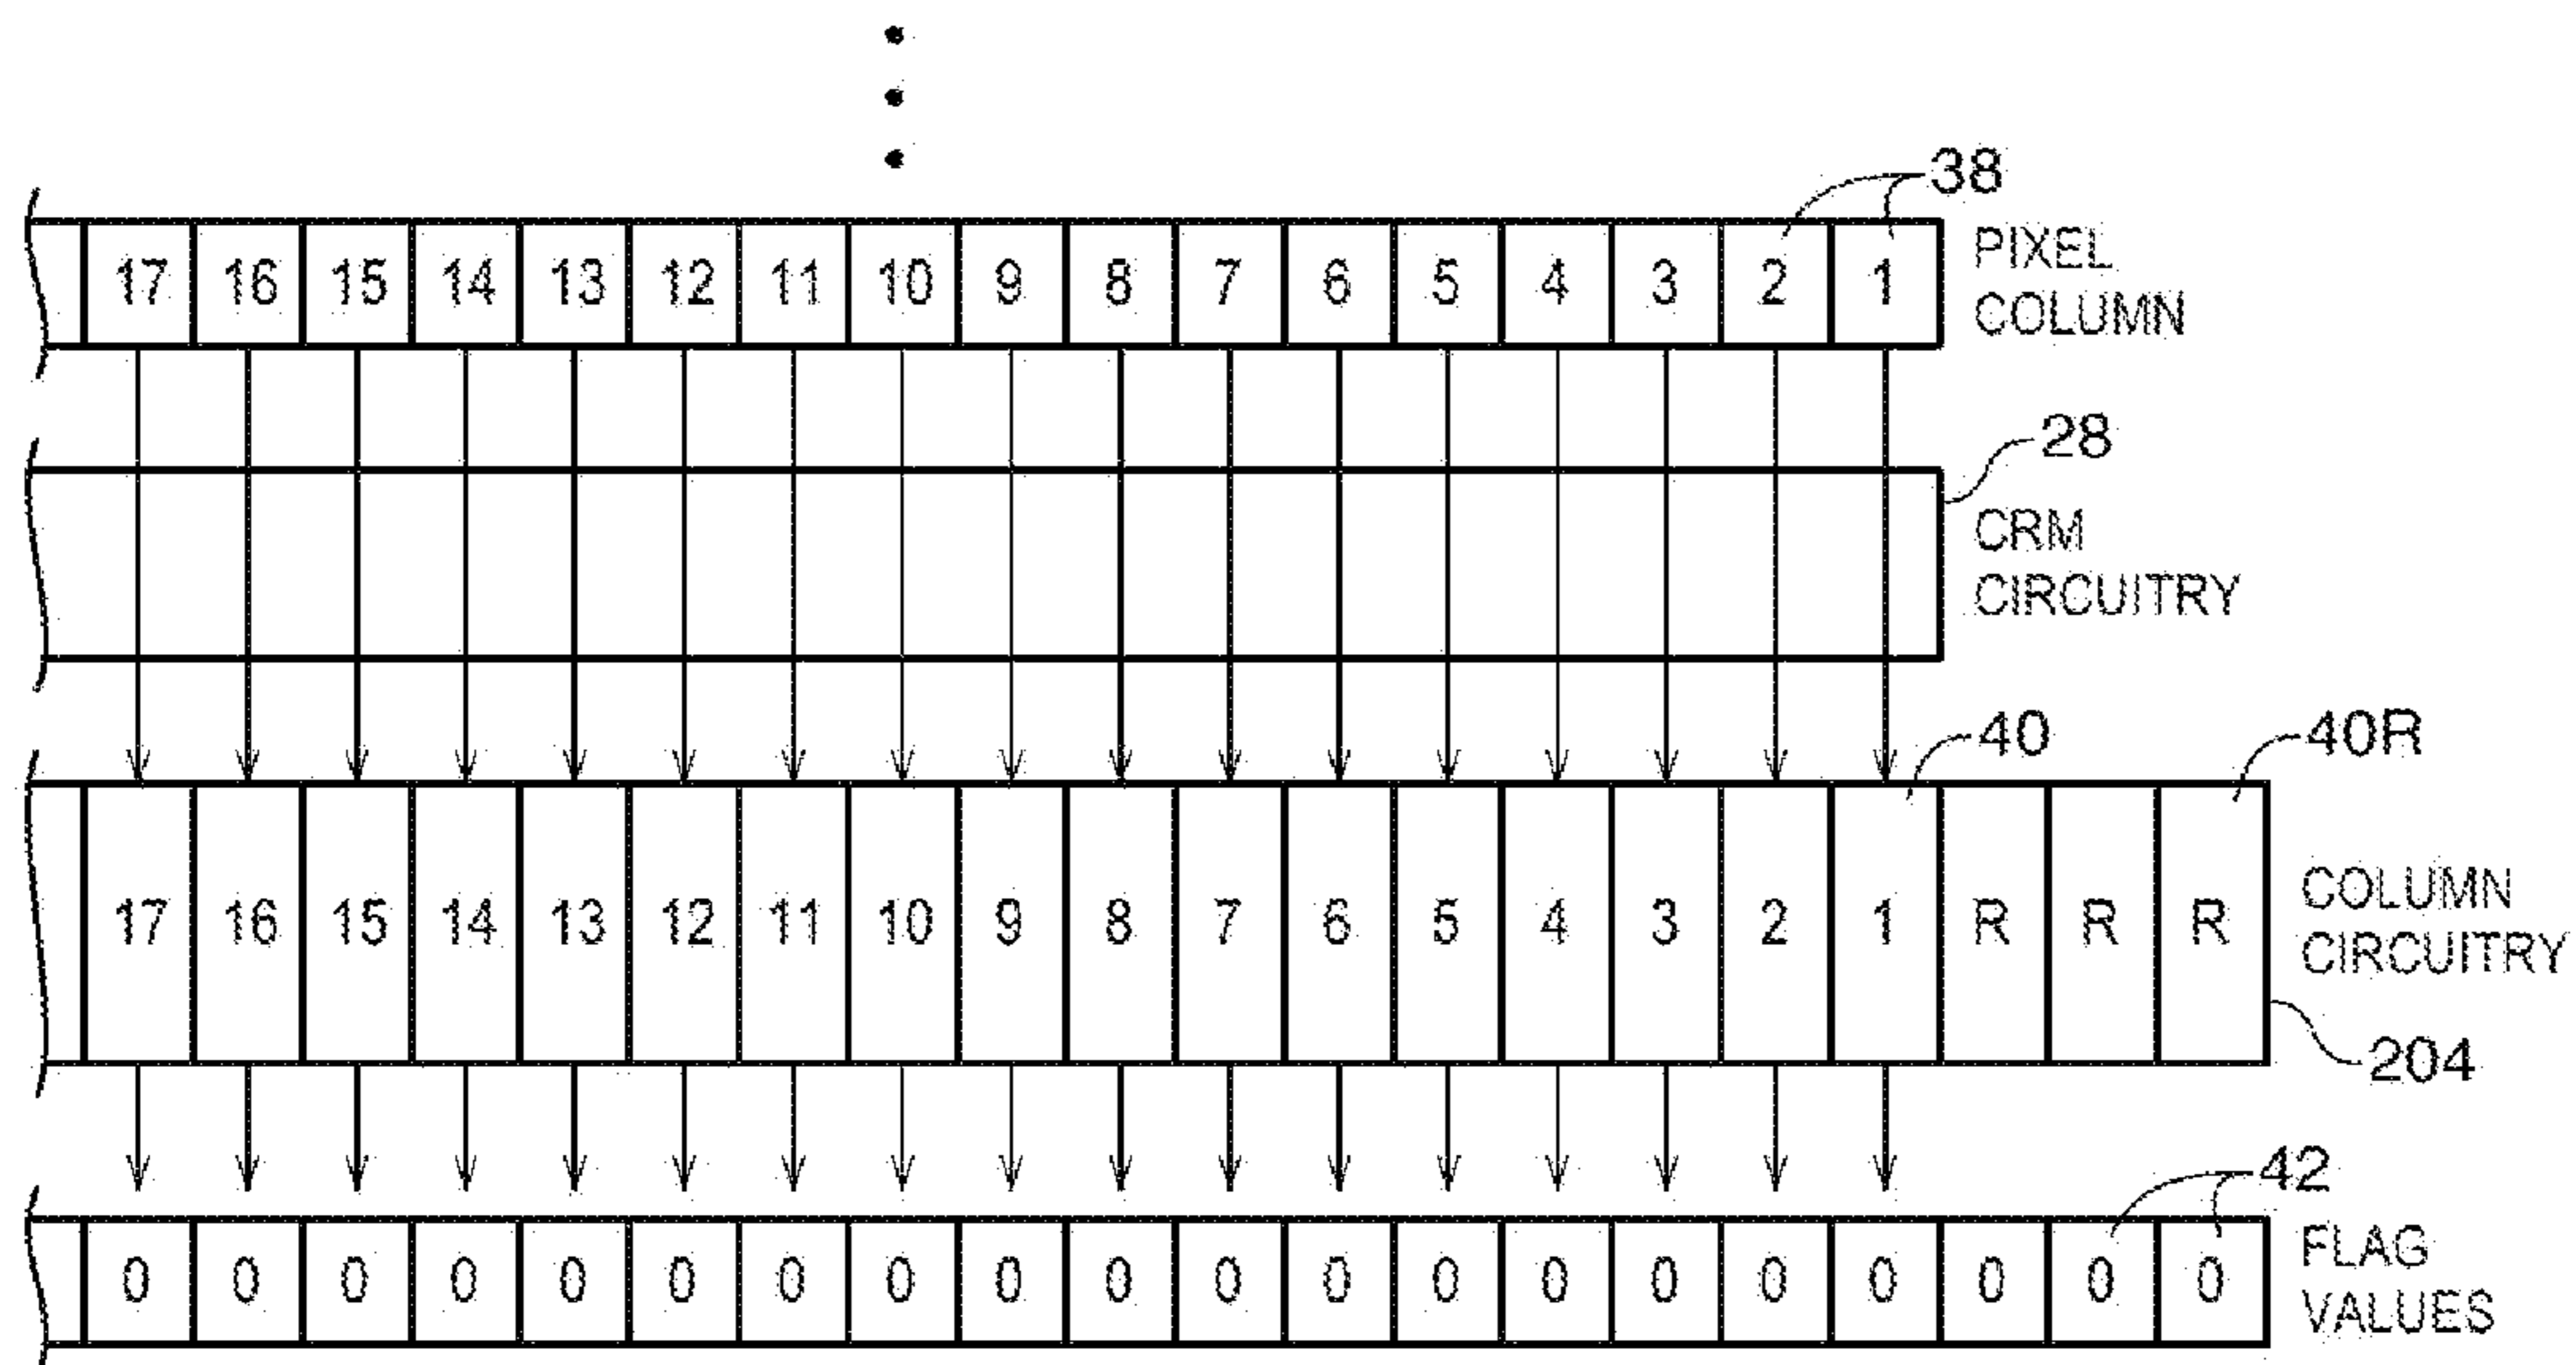 38
17 16 15 14 13 12 11 10 9 8 7 6 5 4 3 2 1
PIXEL
COLUMN
28
CRM
CIRCUITRY
40
40R
17 16 15 14 13 12 11 10 9 8 7 6 5 4 3 2 1 R R R
COLUMN
CIRCUITRY
204
42
0 0 0 0 0 0 0 0 0 0 0 0 0 0 0 0 0 0 0 0
FLAG
VALUES